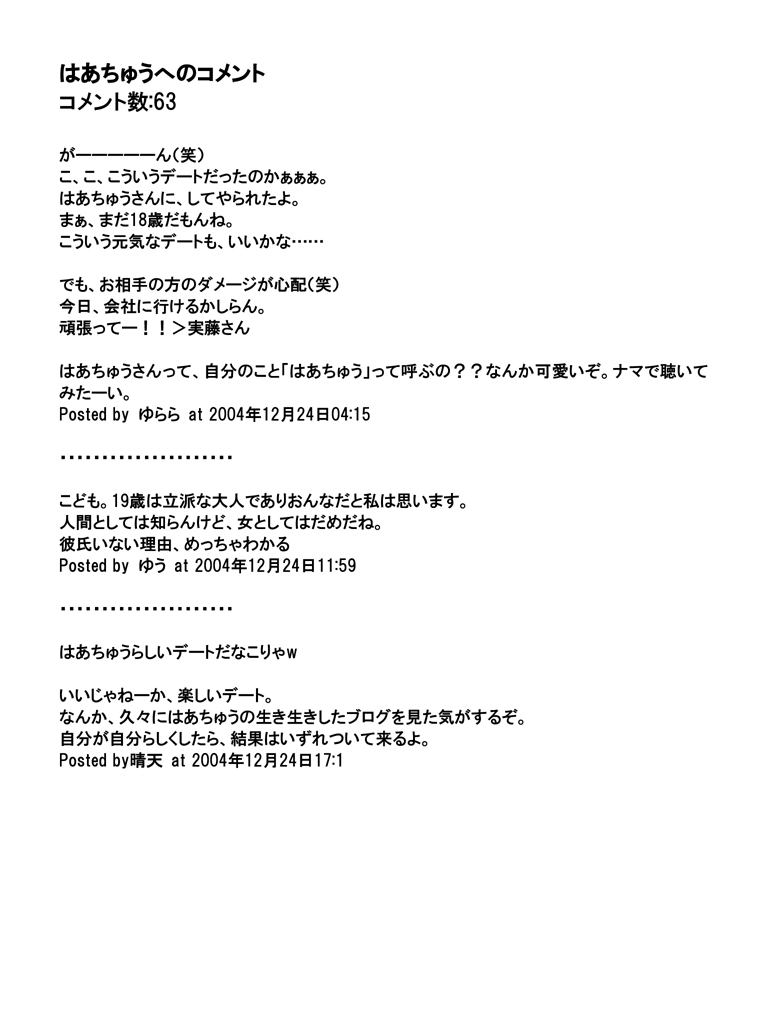 はあちゅうへのコメント
コメント数:63
がーーーーーん(笑)
こ、こ、こういうデートだったのかぁぁぁ。
はあちゅうさんに、してやられたよ。
まぁ、まだ18歳だもんね。
こういう元気なデートも、いいかな……
でも、お相手の方のダメージが心配(笑)
今日、会社に行けるかしらん。
頑張ってー！！＞実藤さん
はあちゅうさんって、自分のこと「はあちゅう」って呼ぶの？？なんか可愛いぞ。ナマで聴いて
みたーい。
Posted by ゆらら at 2004年12月24日04:15
・・・・・・・・・・・・・・・・・・・・・
こども。19歳は立派な大人でありおんなだと私は思います。
人間としては知らんけど、女としてはだめだね。
彼氏いない理由、めっちゃわかる
Posted by ゆう at 2004年12月24日11:59
・・・・・・・・・・・・・・・・・・・・・
はあちゅうらしいデートだなこりゃw
いいじゃねーか、楽しいデート。
なんか、久々にはあちゅうの生き生きしたブログを見た気がするぞ。
自分が自分らしくしたら、結果はいずれついて来るよ。
Posted by晴天 at 2004年12月24日17:1